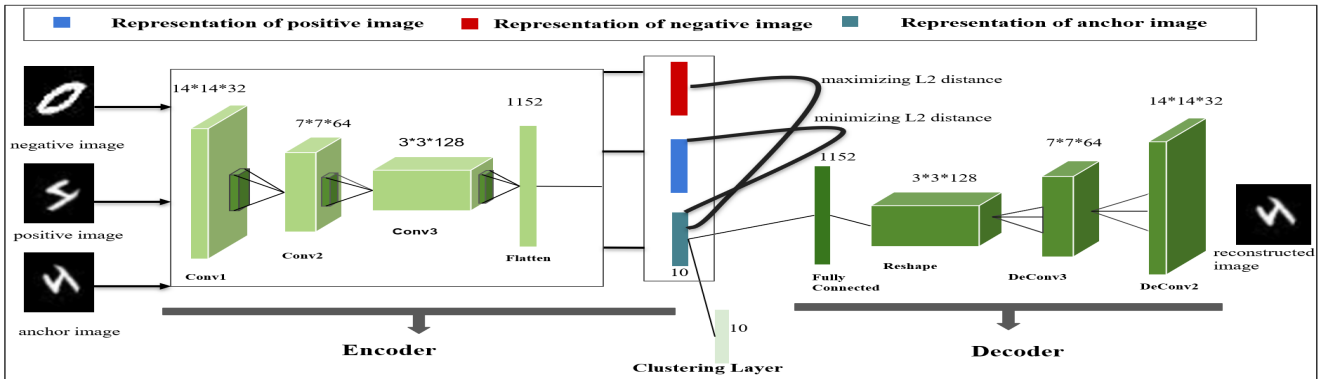 Representation of positive image Representation of negative image Representation of anchor image
negative image
positive image
anchor image
14*14*32
7*7*64
3*3*128
1152
Conv1
Conv2
Conv3
Flatten
Encoder
10
maximizing L2 distance
minimizing L2 distance
10
Clustering Layer
1152
3*3*128
7*7*64
14*14*32
Fully
Connected
Reshape
DeConv3
DeConv2
Decoder
reconstructed
image